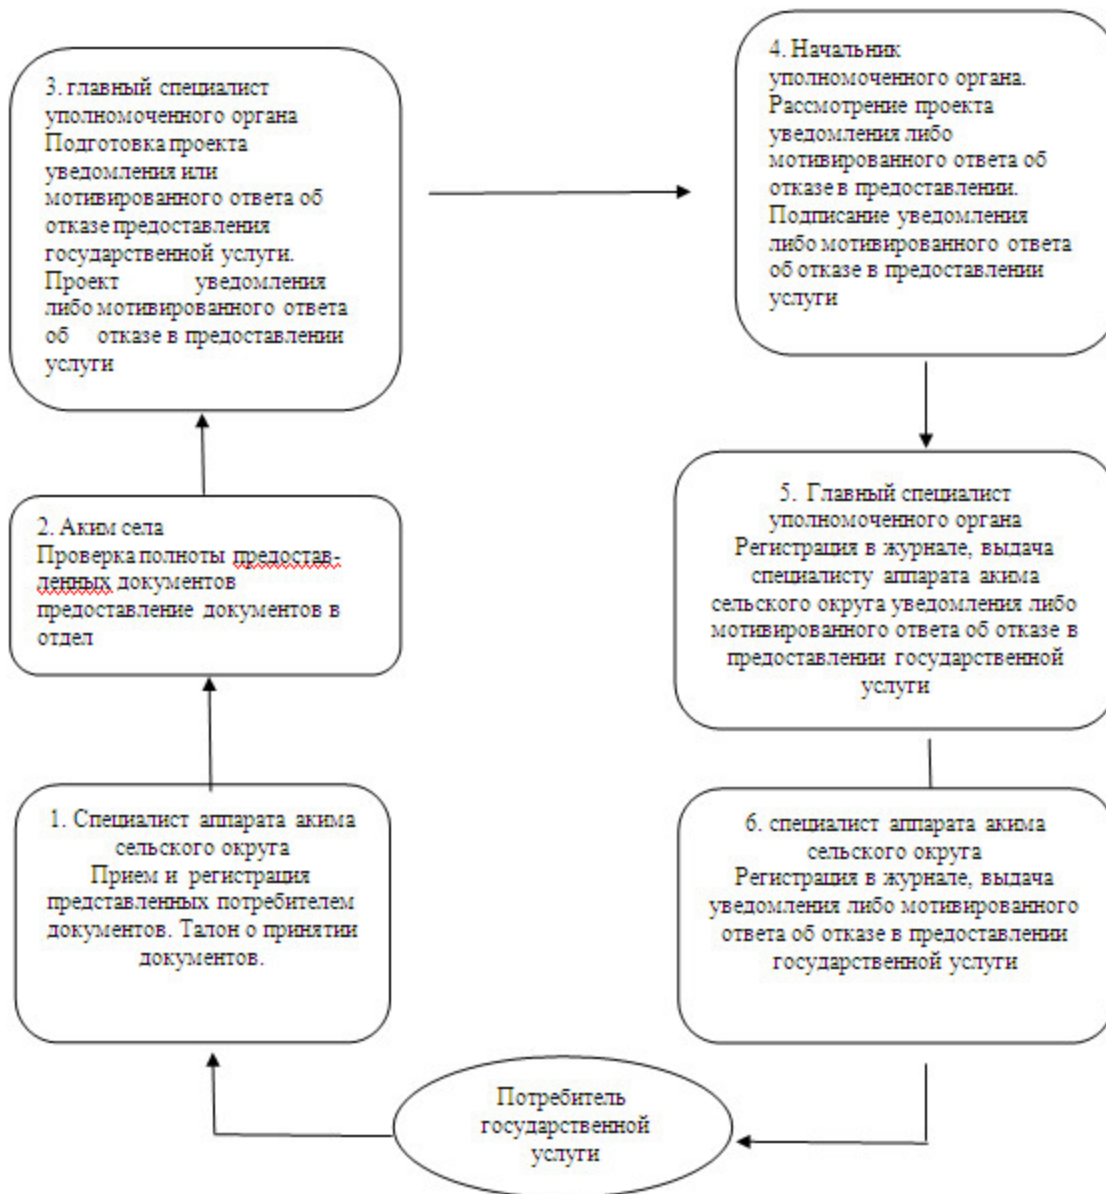 3. главный специалист
уполномоченного органа
Подготовка проекта
уведомления или
мотивированного ответа об
отказе предоставления
государственной услуги.
Проект уведомления
либо мотивированного ответа
об отказе в предоставлении
услуги
4. Начальник
уполномоченного органа.
Рассмотрение проекта
уведомления либо
мотивированного ответа об
отказе в предоставлении.
Подписание уведомления
либо мотивированного ответа
об отказе в предоставлении
услуги
2. Аким села
Проверка полноты предостав-
ленных документов
предоставление документов в
отдел
5. Главный специалист
уполномоченного органа
Регистрация в журнале, выдача
специалисту аппарата акима
сельского округа уведомления либо
мотивированного ответа об отказе в
предоставлении государственной
услуги
1. Специалист аппарата акима
сельского округа
Прием и регистрация
представленных потребителем
документов. Талон о принятии
документов.
6. специалист аппарата акима
сельского округа
Регистрация в журнале, выдача
уведомления либо мотивированного
ответа об отказе в предоставлении
государственной услуги
Потребитель
государственной
услуги